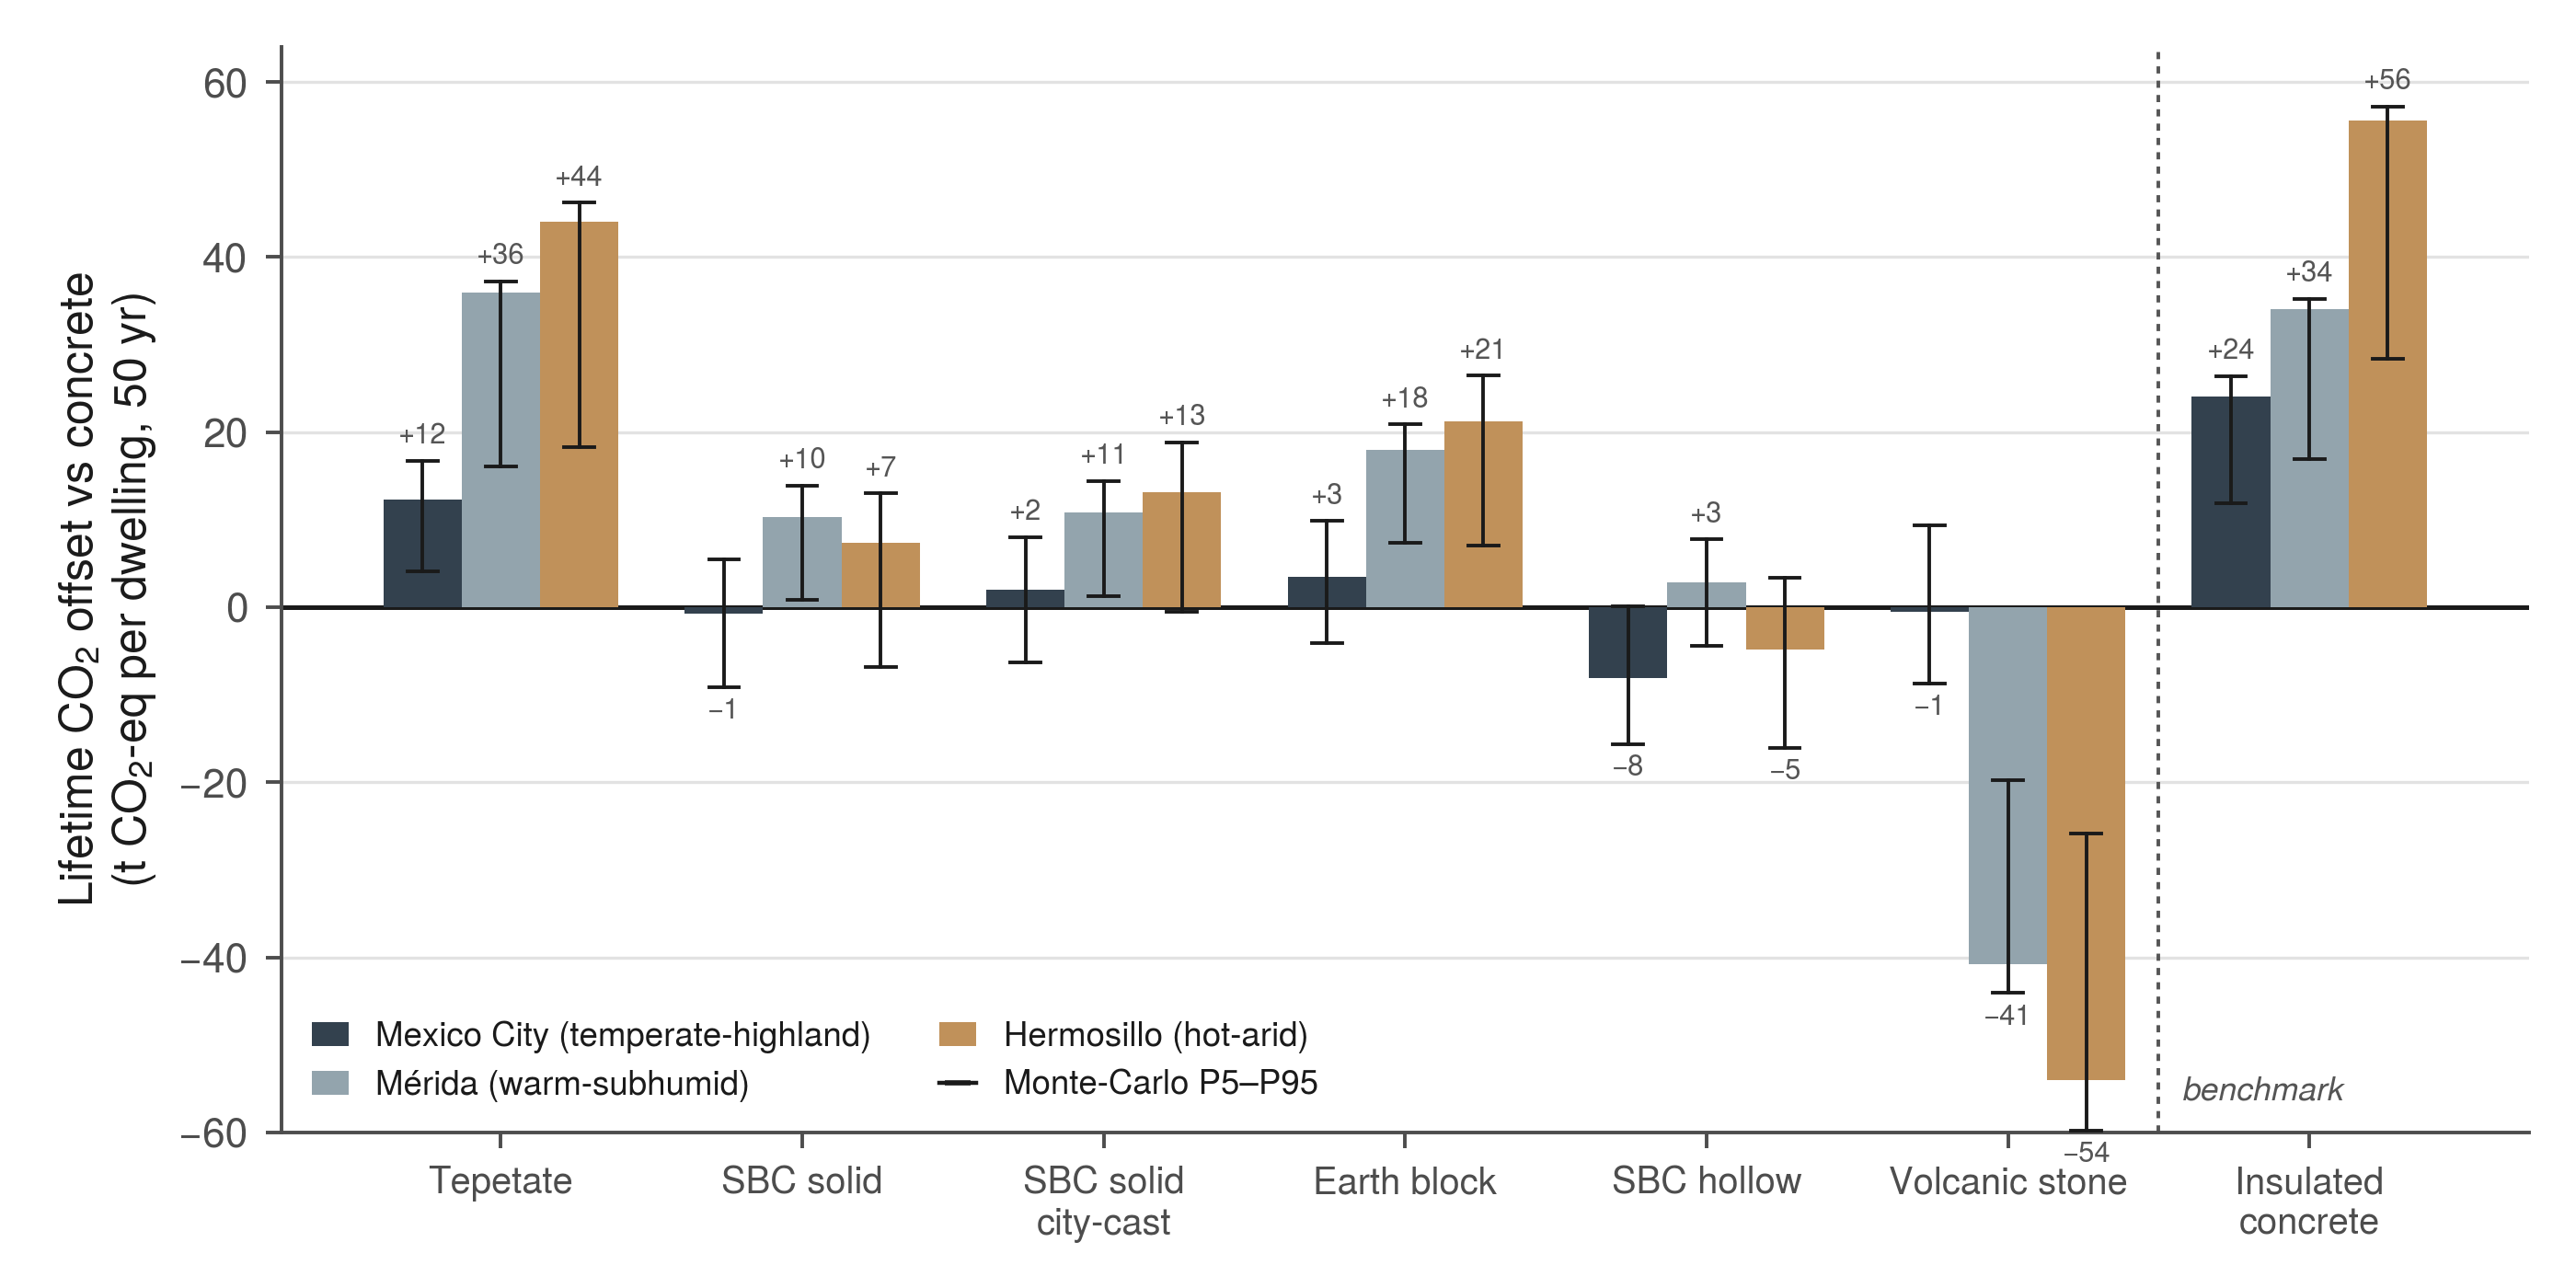 Lifetime CO₂ offset vs concrete
(t CO₂-eq per dwelling, 50 yr)
60
40
20
0
−20
−40
−60
+12
+36
+44
−1
+10
+7
+2
+11
+13
+3
+18
+21
−8
+3
−5
−1
−41
−54
+24
+34
+56
benchmark
Mexico City (temperate-highland)
Mérida (warm-subhumid)
Hermosillo (hot-arid)
Monte-Carlo P5–P95
Tepetate
SBC solid
SBC solid
city-cast
Earth block
SBC hollow
Volcanic stone
Insulated
concrete